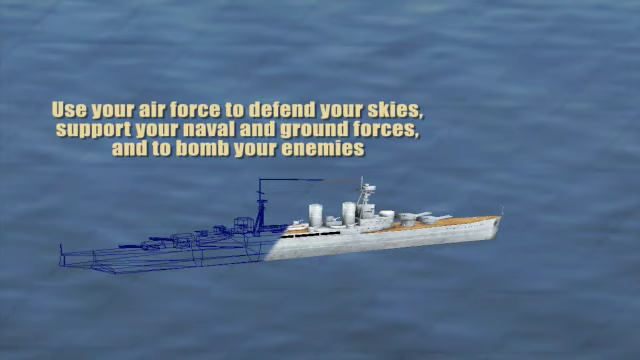 Use your air force to defend your skies,
support your naval and ground forces,
and to bomb your enemies